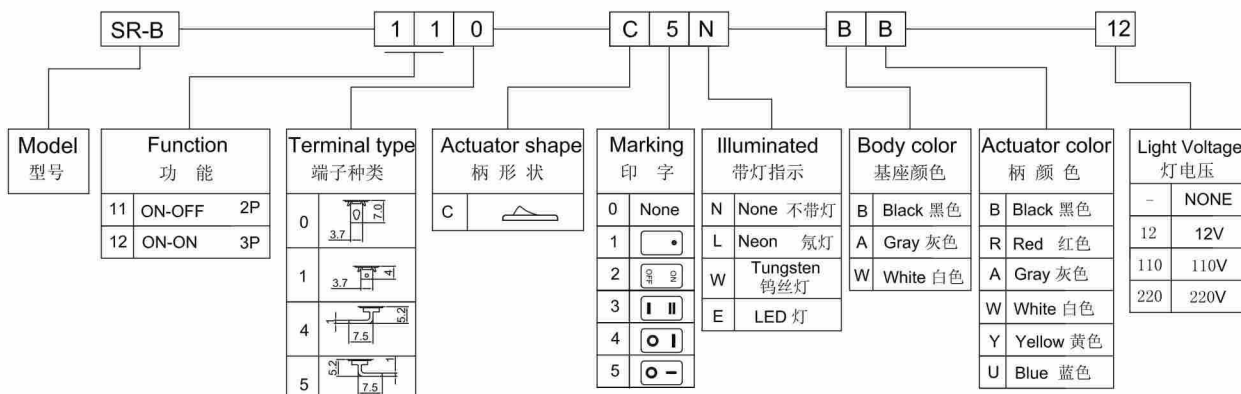 SR-B 1 1 0 C 5 N B B 12
Model
型号
Function
功 能
11 ON-OFF 2P
12 ON-ON 3P
Terminal type
端子种类
0 7.0 3.7
1 4 3.7
4 1 7.5 5.2
5 5.2 7.5 1
Actuator shape
柄 形 状
C
Marking
印 字
0 None
1
2 OFF ON
3 I II
4 O I
5 O –
Illuminated
带灯指示
N None 不带灯
L Neon 氖灯
W Tungsten
钨丝灯
E LED 灯
Body color
基座颜色
B Black 黑色
A Gray 灰色
W White 白色
Actuator color
柄 颜 色
B Black 黑色
R Red 红色
A Gray 灰色
W White 白色
Y Yellow 黄色
U Blue 蓝色
Light Voltage
灯电压
– NONE
12 12V
110 110V
220 220V